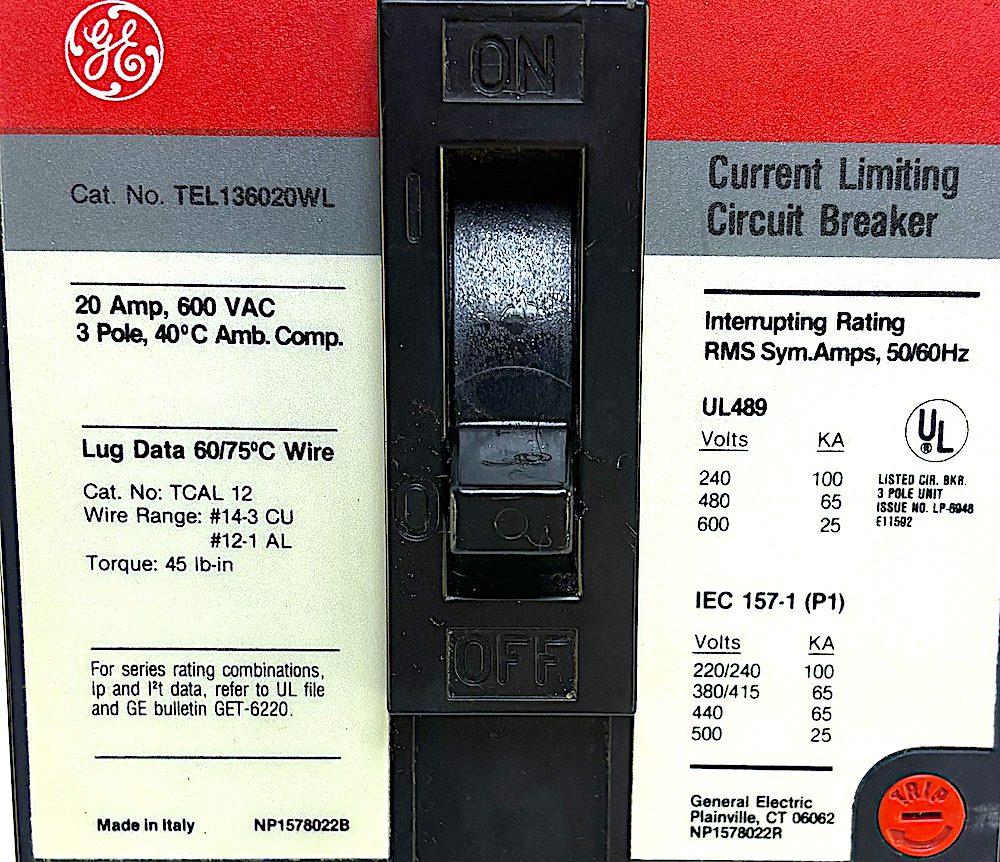 GE
Cat. No. TEL136020WL
20 Amp, 600 VAC
3 Pole, 40°C Amb. Comp.
Lug Data 60/75°C Wire
Cat. No: TCAL 12
Wire Range: #14-3 CU
#12-1 AL
Torque: 45 lb-in
For series rating combinations,
Ip and I²t data, refer to UL file
and GE bulletin GET-6220.
Made in Italy NP1578022B
ON
I
O
OFF
Current Limiting
Circuit Breaker
Interrupting Rating
RMS Sym.Amps, 50/60Hz
UL489
Volts KA
240 100
480 65
600 25
UL ®
LISTED CIR. BKR.
3 POLE UNIT
ISSUE NO. LP-6948
E11592
IEC 157-1 (P1)
Volts KA
220/240 100
380/415 65
440 65
500 25
General Electric
Plainville, CT 06062
NP1578022R
TRIP